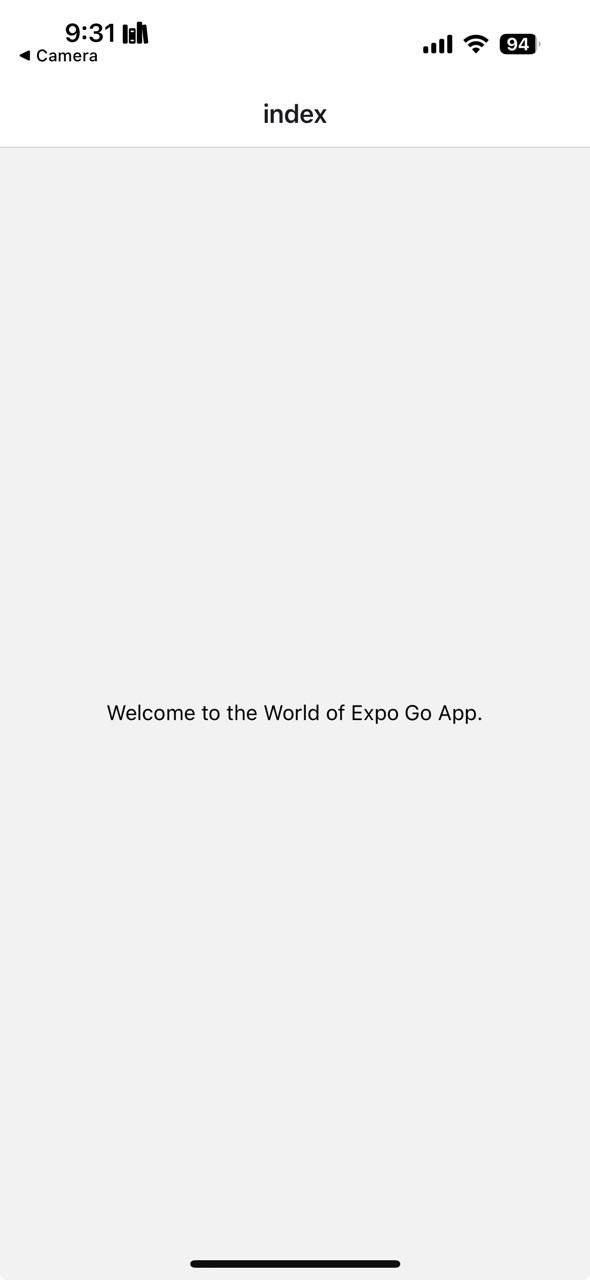 9:31
◀ Camera
94
index
Welcome to the World of Expo Go App.